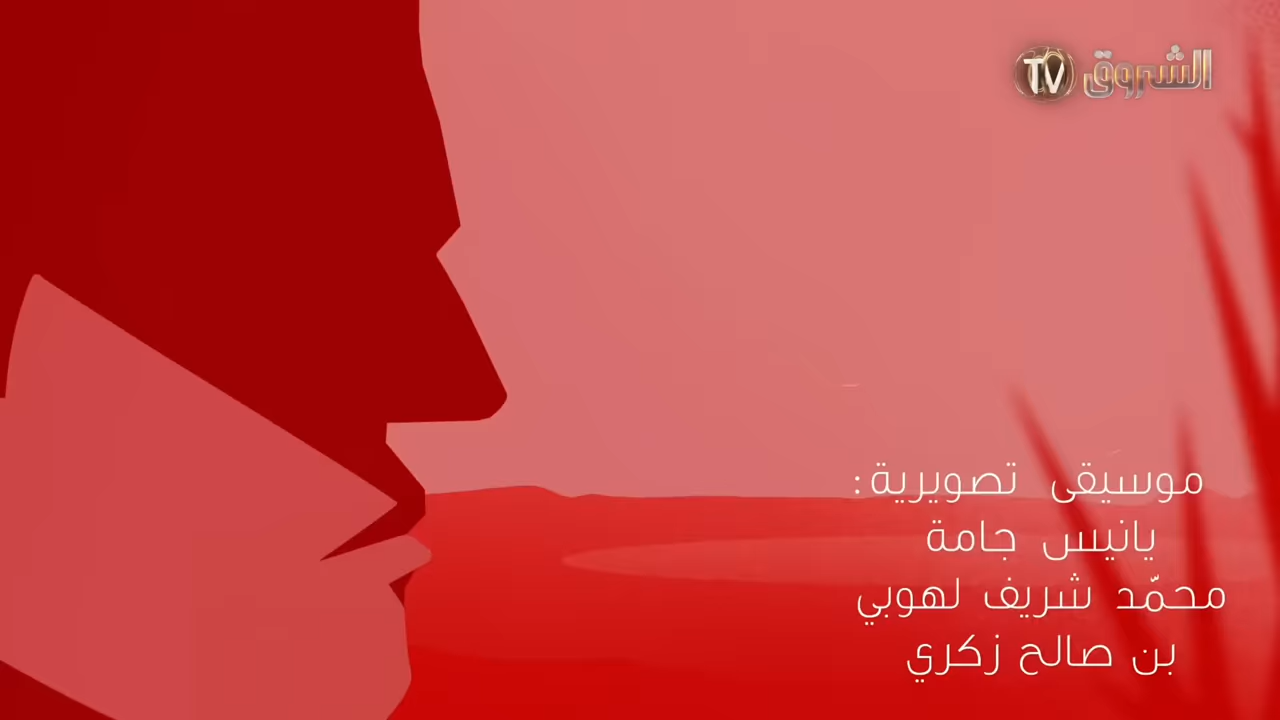 الشروق TV
موسيقى تصويرية:
يانيس جامة
محمّد شريف لهوبي
بن صالح زكري